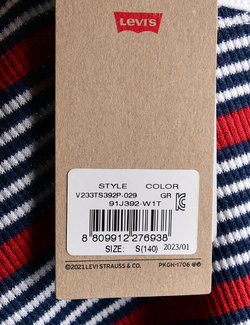 LEVI'S
STYLE COLOR
V233TS392P-029 GR
91J392-W1T
8 809912 276938
SIZE: S(140) 2023/01
©2021 LEVI STRAUSS & CO. PKGH-1706